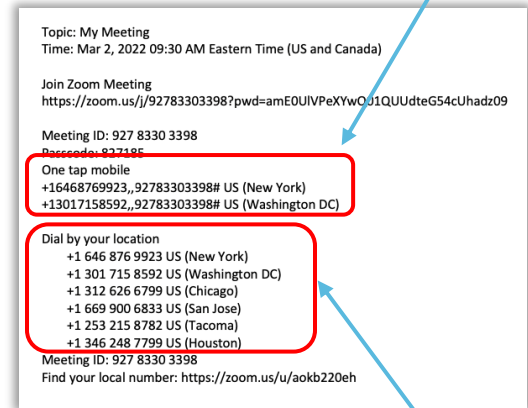 Topic: My Meeting
Time: Mar 2, 2022 09:30 AM Eastern Time (US and Canada)
Join Zoom Meeting
https://zoom.us/j/92783303398?pwd=amE0UlVPeXYwQ01QUUdteG54cUhadz09
Meeting ID: 927 8330 3398
Passcode: 827185
One tap mobile
+16468769923,,92783303398# US (New York)
+13017158592,,92783303398# US (Washington DC)
Dial by your location
+1 646 876 9923 US (New York)
+1 301 715 8592 US (Washington DC)
+1 312 626 6799 US (Chicago)
+1 669 900 6833 US (San Jose)
+1 253 215 8782 US (Tacoma)
+1 346 248 7799 US (Houston)
Meeting ID: 927 8330 3398
Find your local number: https://zoom.us/u/aokb220eh